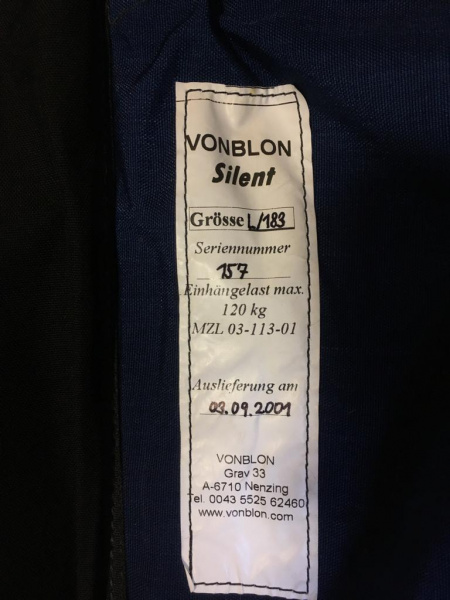 VONBLON
Silent
Grösse L/183
Seriennummer
157
Einhängelast max.
120 kg
MZL 03-113-01
Auslieferung am
03.09.2001
VONBLON
Grav 33
A-6710 Nenzing
el. 0043 5525 62460
www.vonblon.com